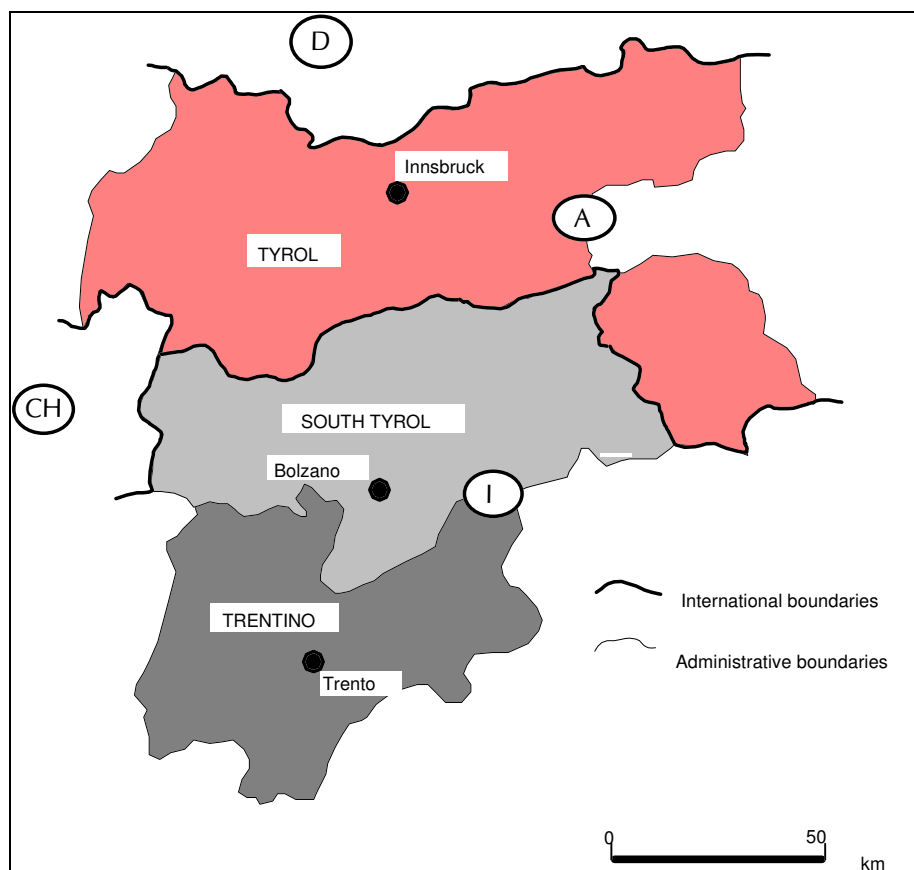 D
Innsbruck
A
TYROL
CH
SOUTH TYROL
Bolzano
I
International boundaries
TRENTINO
Administrative boundaries
Trento
0 50
km